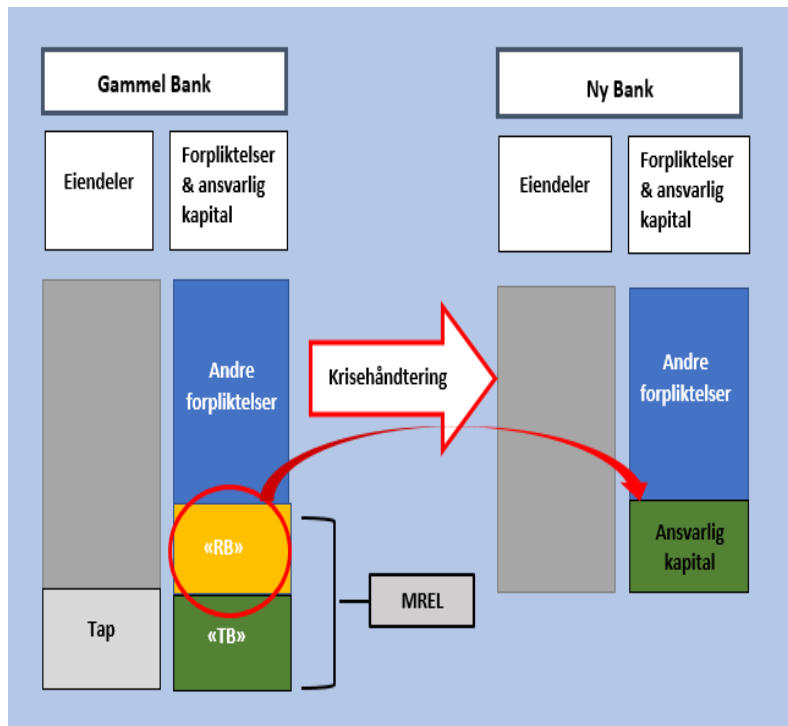 Gammel Bank
Ny Bank
Eiendeler
Forpliktelser
& ansvarlig
kapital
Eiendeler
Forpliktelser
& ansvarlig
kapital
Andre
forpliktelser
Krisehåndtering
Andre
forpliktelser
«RB»
Ansvarlig
kapital
MREL
Tap
«TB»